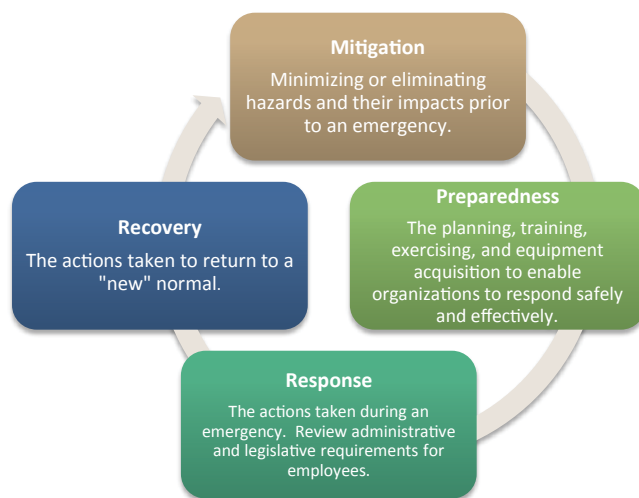 Mitigation
Minimizing or eliminating
hazards and their impacts prior
to an emergency.
Preparedness
The planning, training,
exercising, and equipment
acquisition to enable
organizations to respond safely
and effectively.
Recovery
The actions taken to return to a
"new" normal.
Response
The actions taken during an
emergency.  Review administrative
and legislative requirements for
employees.